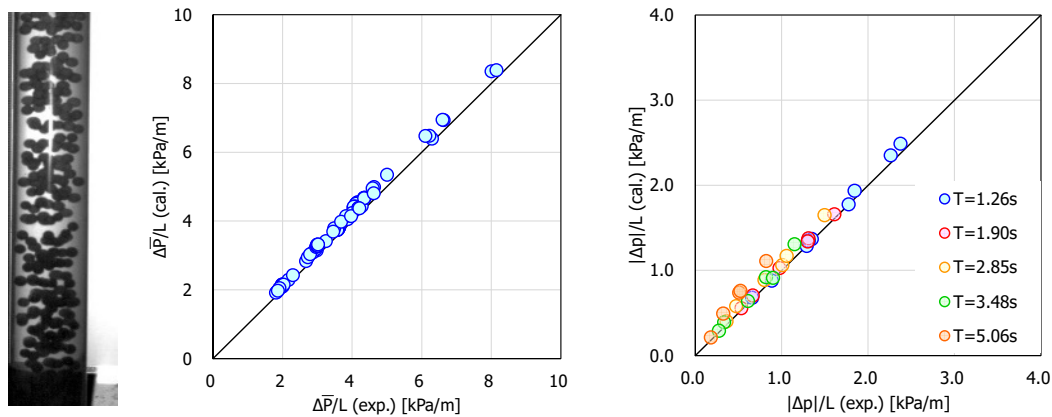 10
8
6
4
2
0
0
2
4
6
8
10
ΔP̅/L (cal.) [kPa/m]
ΔP̅/L (exp.) [kPa/m]
4.0
3.0
2.0
1.0
0.0
0.0
1.0
2.0
3.0
4.0
|Δp|/L (cal.) [kPa/m]
|Δp|/L (exp.) [kPa/m]
T=1.26s
T=1.90s
T=2.85s
T=3.48s
T=5.06s